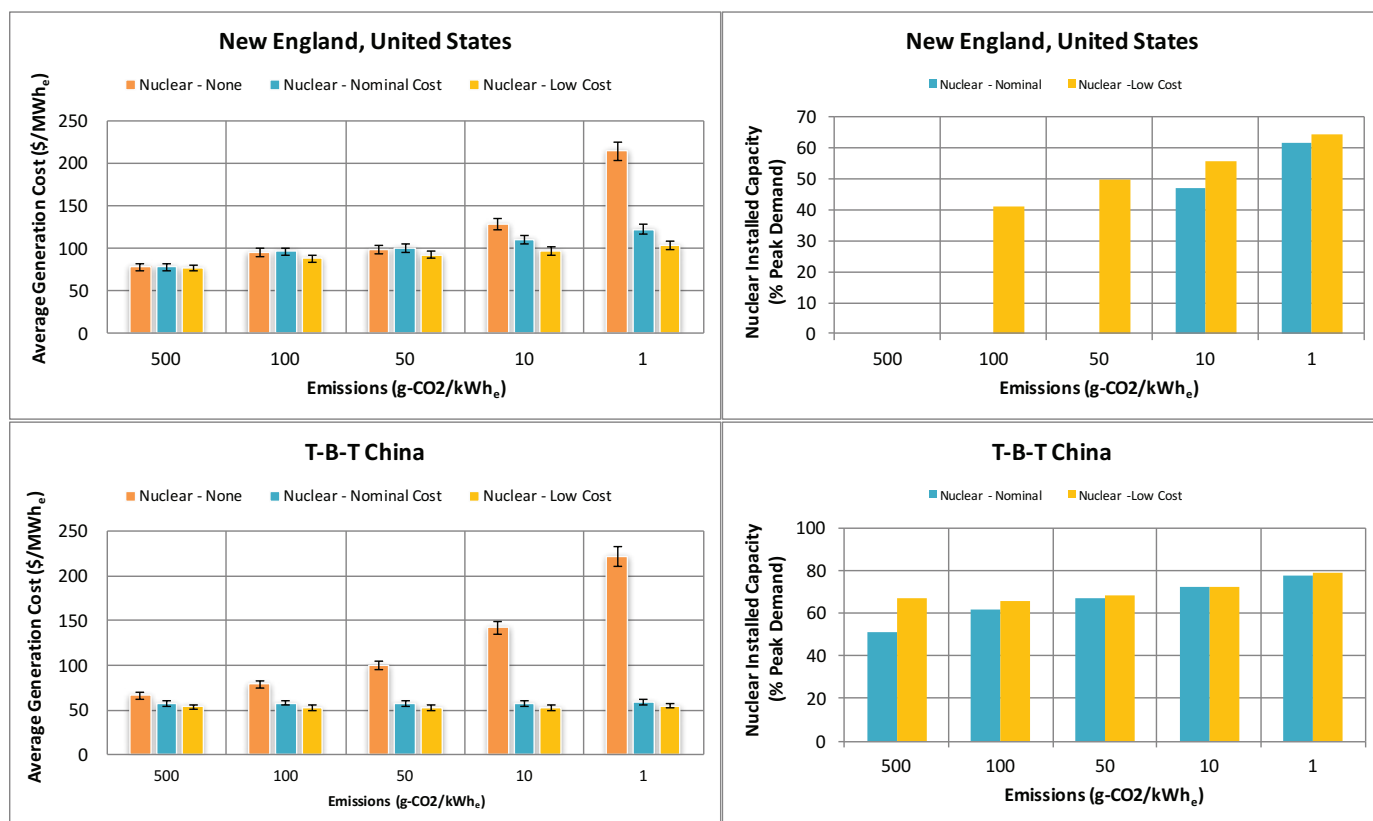 New England, United States
Nuclear - None Nuclear - Nominal Cost Nuclear - Low Cost
Average Generation Cost ($/MWhe)
250
200
150
100
50
0
500 100 50 10 1
Emissions (g-CO2/kWhe)
New England, United States
Nuclear - Nominal Nuclear -Low Cost
Nuclear Installed Capacity
(% Peak Demand)
70
60
50
40
30
20
10
0
500 100 50 10 1
Emissions (g-CO2/kWhe)
T-B-T China
Nuclear - None Nuclear - Nominal Cost Nuclear - Low Cost
Average Generation Cost ($/MWhe)
250
200
150
100
50
0
500 100 50 10 1
Emissions (g-CO2/kWhe)
T-B-T China
Nuclear - Nominal Nuclear -Low Cost
Nuclear Installed Capacity
(% Peak Demand)
100
80
60
40
20
0
500 100 50 10 1
Emissions (g-CO2/kWhe)